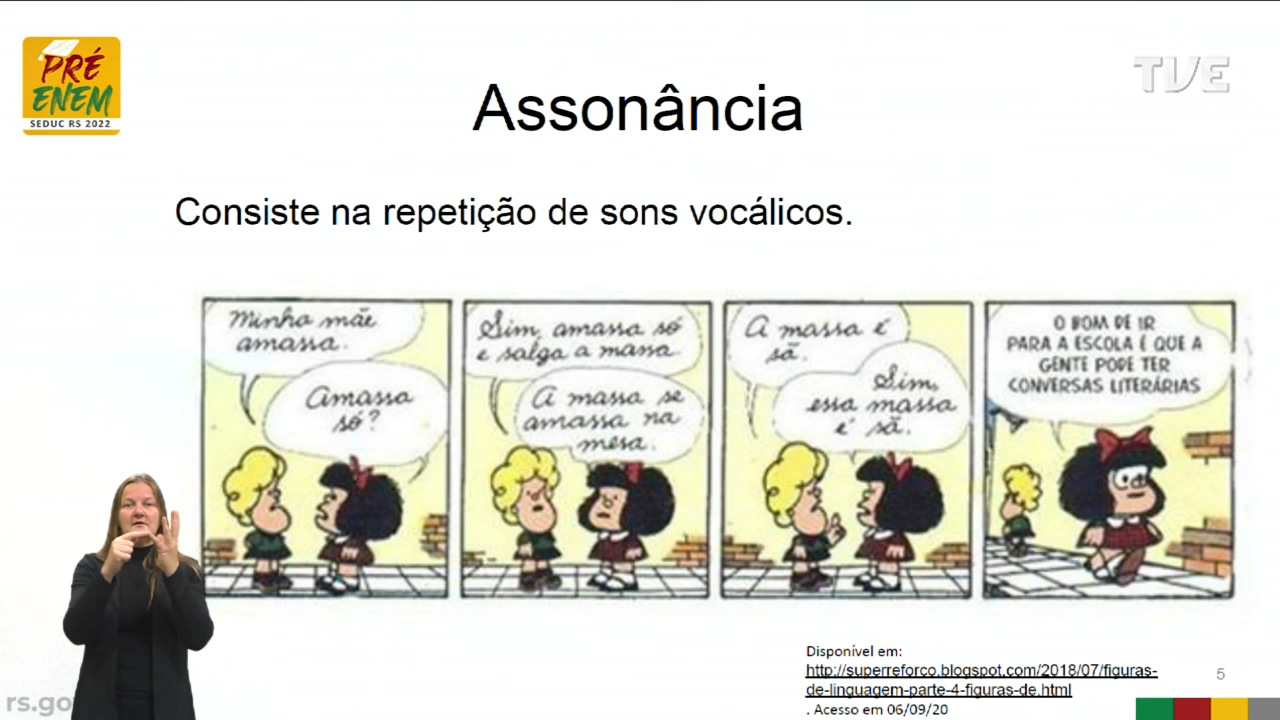 PRÉ
ENEM
SEDUC RS 2022
TVE
Assonância
Consiste na repetição de sons vocálicos.
Minha mãe
amassa.
Amassa
só?
Sim, amassa só
e salga a massa.
A massa se
amassa na
mesa.
A massa é
sã.
Sim,
essa massa
é sã.
O BOM DE IR
PARA A ESCOLA É QUE A
GENTE PODE TER
CONVERSAS LITERÁRIAS
Disponível em:
http://superreforco.blogspot.com/2018/07/figuras-
de-linguagem-parte-4-figuras-de.html
. Acesso em 06/09/20
5
rs.go